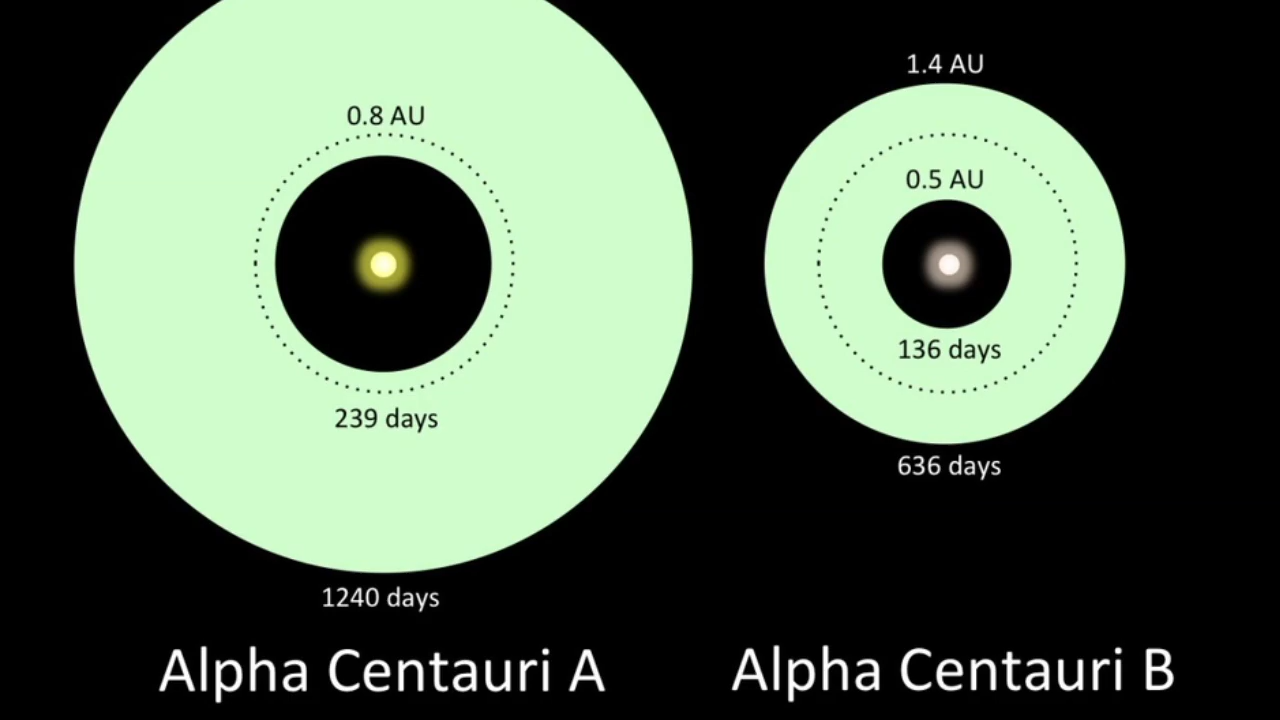 0.8 AU
239 days
1240 days
Alpha Centauri A
1.4 AU
0.5 AU
136 days
636 days
Alpha Centauri B